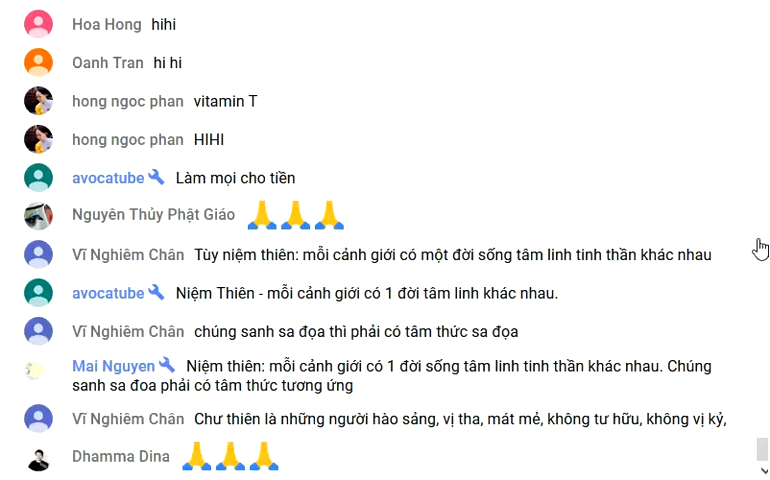 Hoa Hong hihi
Oanh Tran hi hi
hong ngoc phan vitamin T
hong ngoc phan HIHI
avocatube Làm mọi cho tiền
Nguyên Thủy Phật Giáo 🙏🙏🙏
Vĩ Nghiêm Chân Tùy niệm thiên: mỗi cảnh giới có một đời sống tâm linh tinh thần khác nhau
avocatube Niệm Thiên - mỗi cảnh giới có 1 đời tâm linh khác nhau.
Vĩ Nghiêm Chân chúng sanh sa đọa thì phải có tâm thức sa đọa
Mai Nguyen Niệm thiên: mỗi cảnh giới có 1 đời sống tâm linh tinh thần khác nhau. Chúng
sanh sa đoa phải có tâm thức tương ứng
Vĩ Nghiêm Chân Chư thiên là những người hào sảng, vị tha, mát mẻ, không tư hữu, không vị kỷ,
Dhamma Dina 🙏🙏🙏